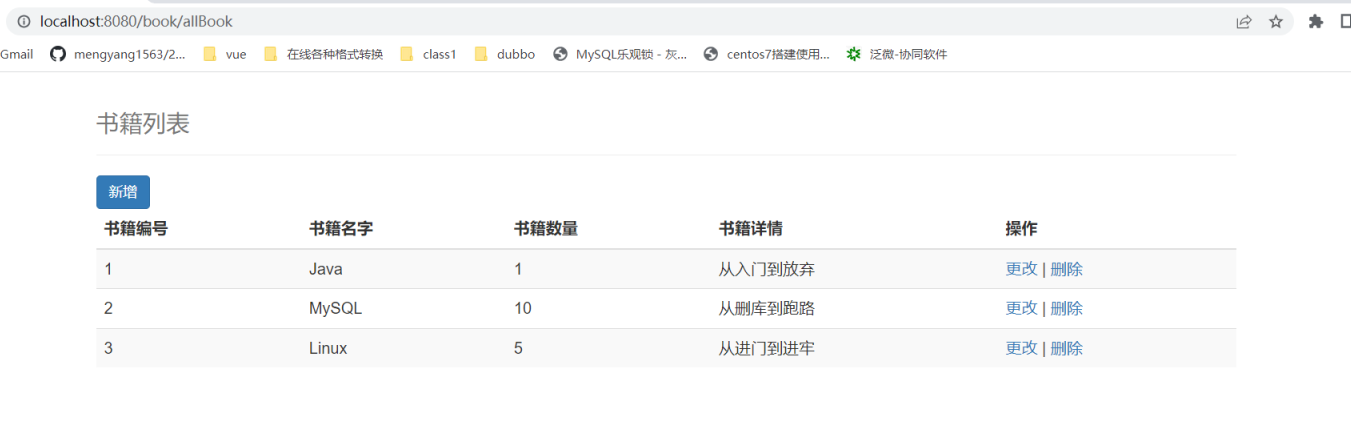 localhost:8080/book/allBook
Gmail mengyang1563/2... vue 在线各种格式转换 class1 dubbo MySQL乐观锁 - 灰... centos7搭建使用... 泛微-协同软件
书籍列表
新增
书籍编号 书籍名字 书籍数量 书籍详情 操作
1 Java 1 从入门到放弃 更改 | 删除
2 MySQL 10 从删库到跑路 更改 | 删除
3 Linux 5 从进门到进牢 更改 | 删除